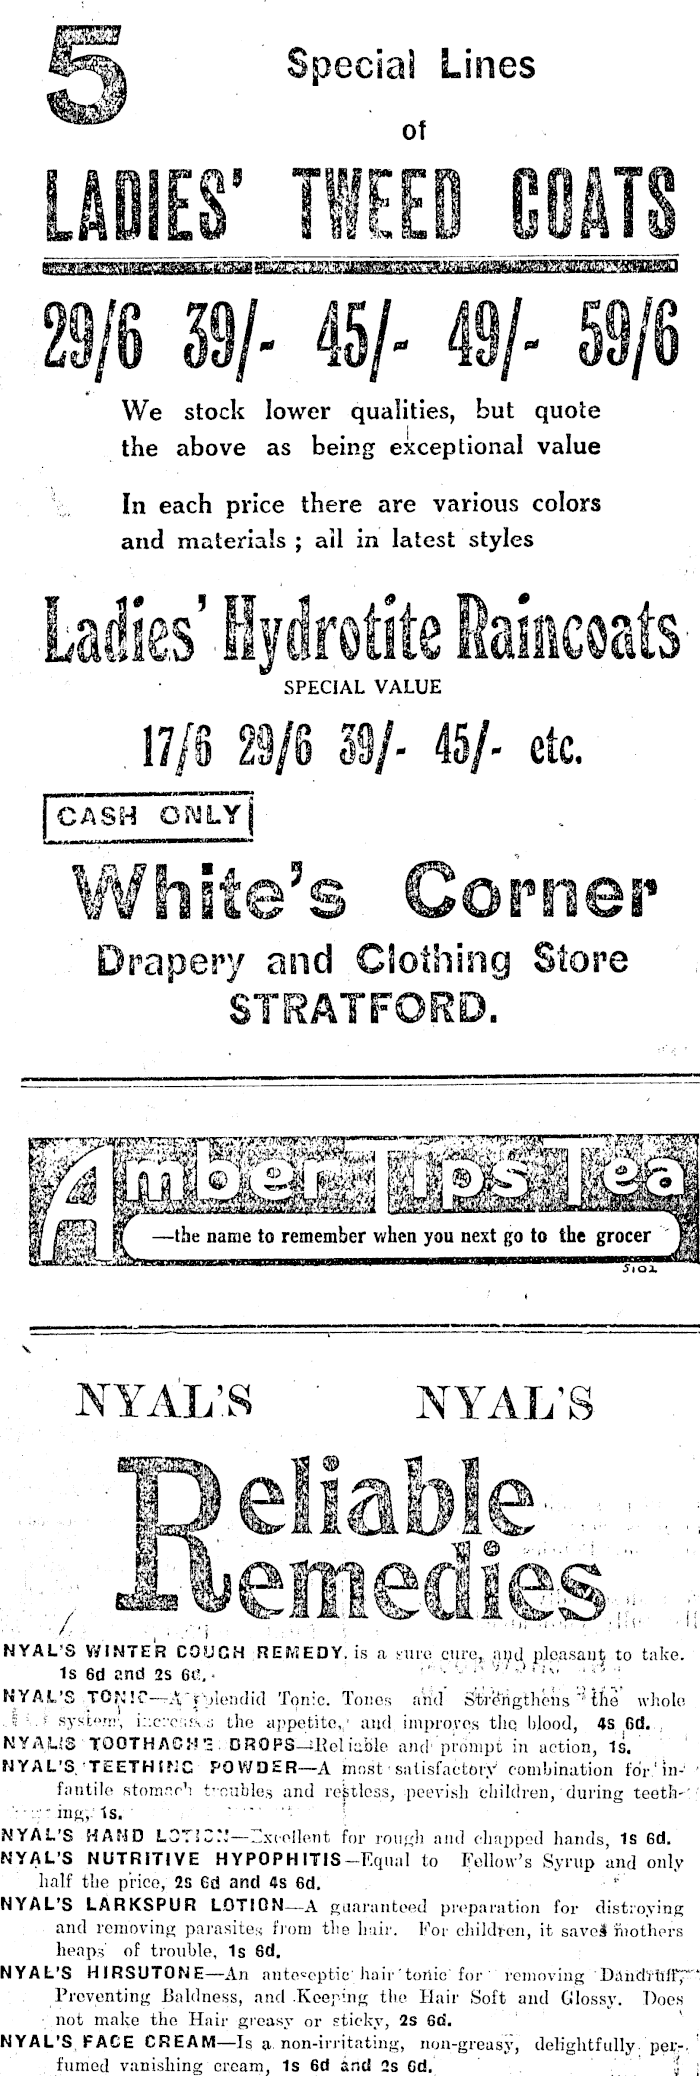 5 Special Lines
of
LADIES' TWEED COATS
29/6 39/- 45/- 49/- 59/6
We stock lower qualities, but quote
the above as being exceptional value
In each price there are various colors
and materials ; all in latest styles
Ladies' Hydrotite Raincoats
SPECIAL VALUE
17/6 29/6 39/- 45/- etc.
CASH ONLY
White's Corner
Drapery and Clothing Store
STRATFORD.
Amber Tips Tea
—the name to remember when you next go to the grocer
5102
NYAL'S NYAL'S
Reliable
Remedies
NYAL'S WINTER COUGH REMEDY, is a sure cure, and pleasant to take.
1s 6d and 2s 6d.
NYAL'S TONIC—A splendid Tonic. Tones and Strengthens the whole
system, increases the appetite, and improves the blood, 4s 6d.
NYAL'S TOOTHACHE DROPS—Reliable and prompt in action, 1s.
NYAL'S TEETHING POWDER—A most satisfactory combination for in-
fantile stomach troubles and restless, peevish children, during teeth-
ing, 1s.
NYAL'S HAND LOTION—Excellent for rough and chapped hands, 1s 6d.
NYAL'S NUTRITIVE HYPOPHITIS—Equal to Fellow's Syrup and only
half the price, 2s 6d and 4s 6d.
NYAL'S LARKSPUR LOTION—A guaranteed preparation for distroying
and removing parasites from the hair. For children, it saves mothers
heaps of trouble, 1s 6d.
NYAL'S HIRSUTONE—An anteseptic hair tonic for removing Dandruff,
Preventing Baldness, and Keeping the Hair Soft and Glossy. Does
not make the Hair greasy or sticky, 2s 6d.
NYAL'S FACE CREAM—Is a non-irritating, non-greasy, delightfully per-
fumed vanishing cream, 1s 6d and 2s 6d.